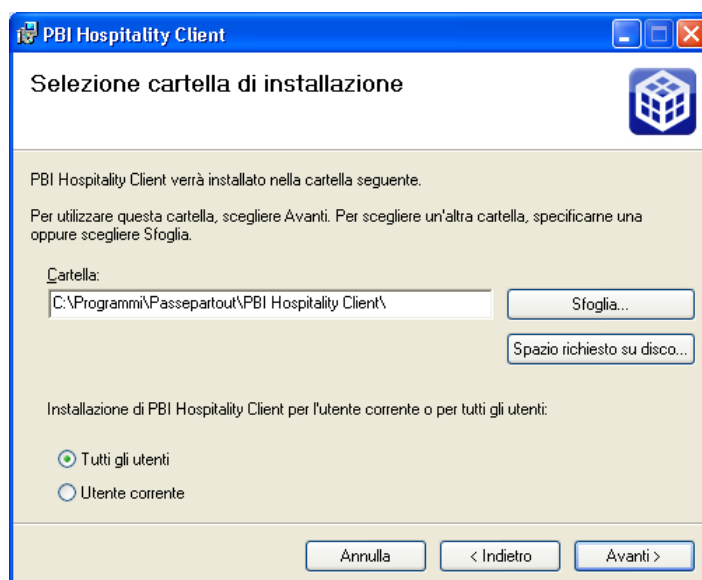 PBI Hospitality Client
Selezione cartella di installazione
PBI Hospitality Client verrà installato nella cartella seguente.
Per utilizzare questa cartella, scegliere Avanti. Per scegliere un'altra cartella, specificarne una
oppure scegliere Sfoglia.
Cartella:
C:\Programmi\Passepartout\PBI Hospitality Client\
Sfoglia...
Spazio richiesto su disco...
Installazione di PBI Hospitality Client per l'utente corrente o per tutti gli utenti:
Tutti gli utenti
Utente corrente
Annulla
< Indietro
Avanti >